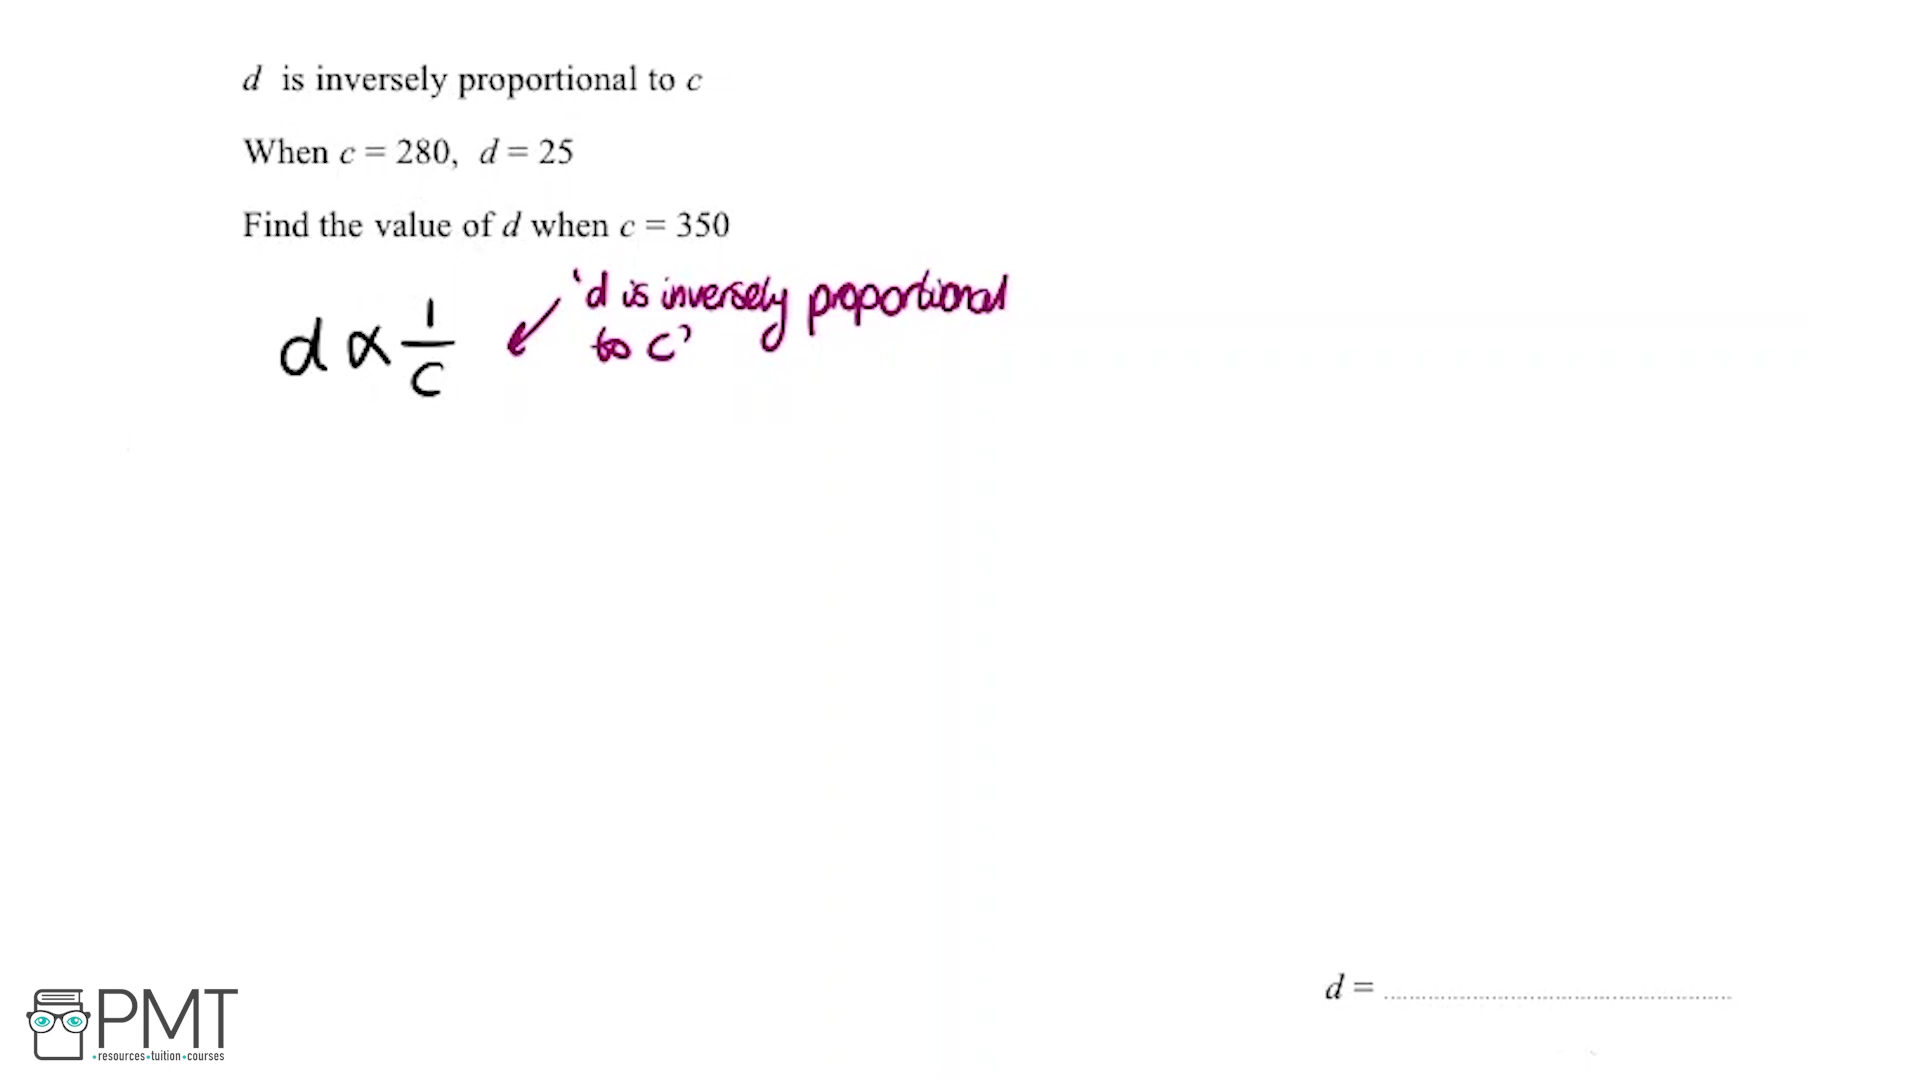 d is inversely proportional to c
When c = 280, d = 25
Find the value of d when c = 350
d ∝ 1/c
'd is inversely proportional
to c'
d = ....................................................
PMT
•resources•tuition•courses